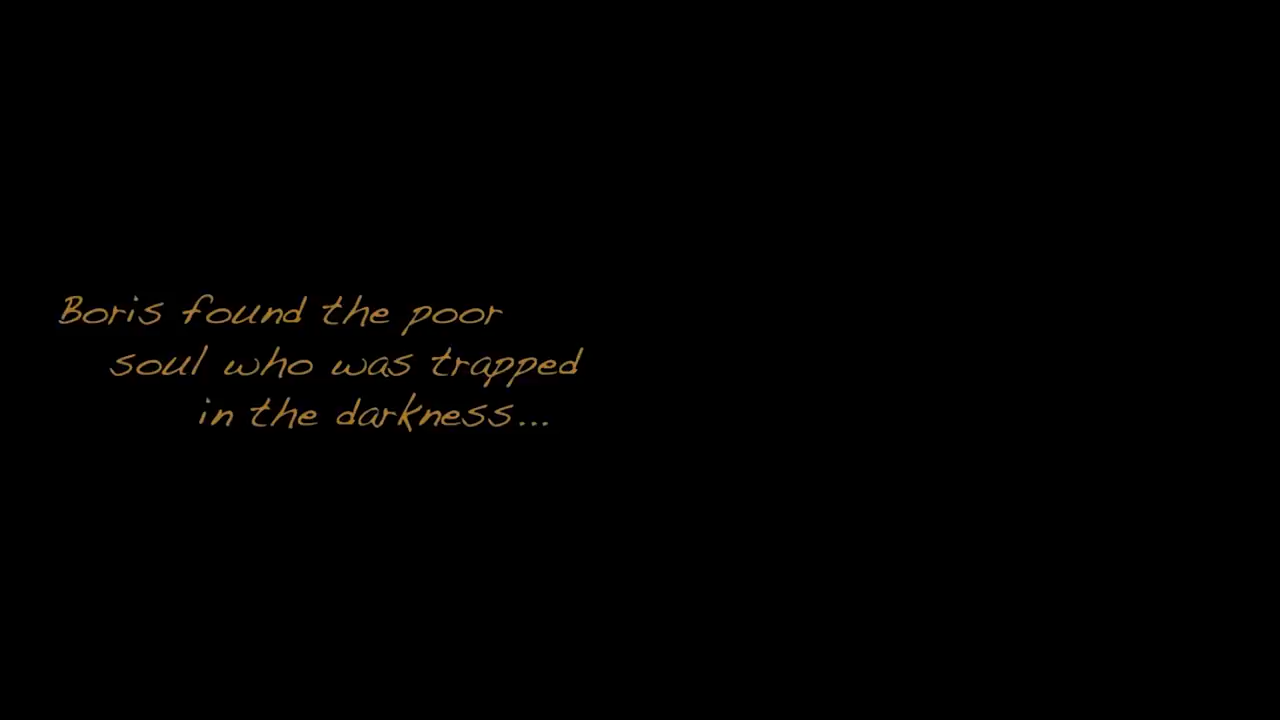 Boris found the poor
soul who was trapped
in the darkness...